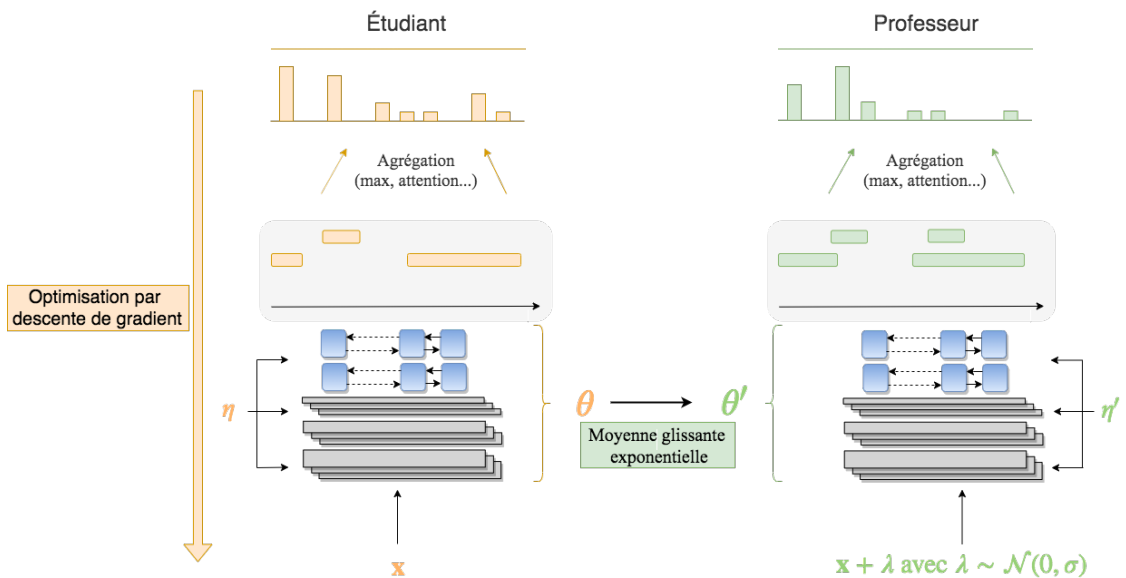 Étudiant
Professeur
Agrégation
(max, attention...)
Agrégation
(max, attention...)
Optimisation par
descente de gradient
η
θ
θ′
η′
Moyenne glissante
exponentielle
x
x + λ avec λ ∼ 𝒩(0, σ)